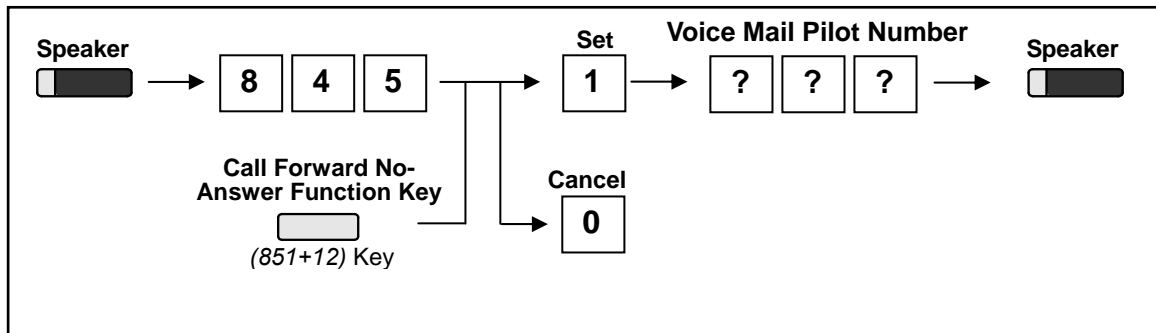 Speaker
8 4 5
Set
1
Voice Mail Pilot Number
? ? ?
Speaker
Call Forward No-
Answer Function Key
(851+12) Key
Cancel
0